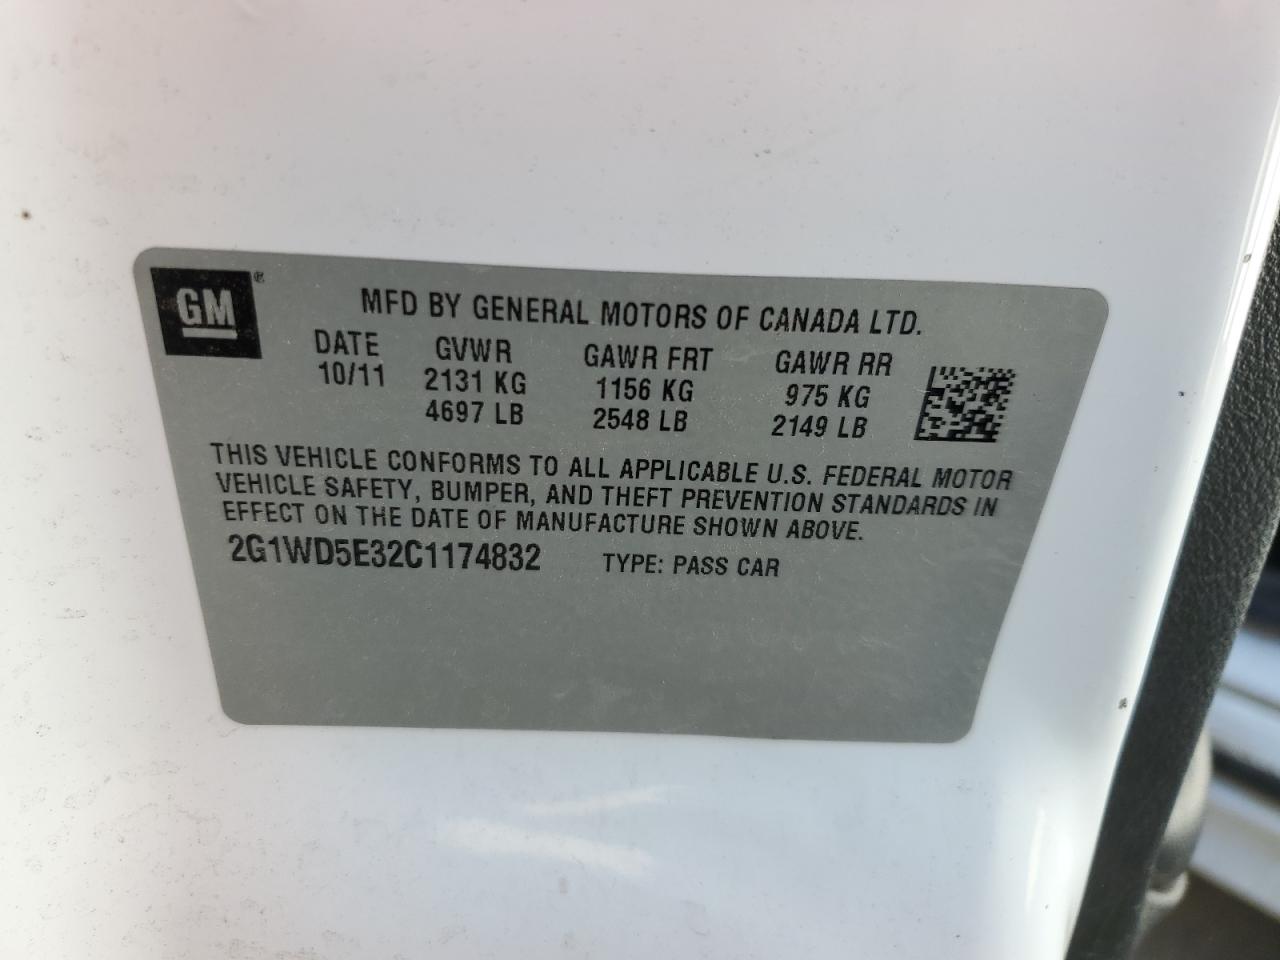 GM®
MFD BY GENERAL MOTORS OF CANADA LTD.
DATE GVWR GAWR FRT GAWR RR
10/11 2131 KG 1156 KG 975 KG
4697 LB 2548 LB 2149 LB
THIS VEHICLE CONFORMS TO ALL APPLICABLE U.S. FEDERAL MOTOR
VEHICLE SAFETY, BUMPER, AND THEFT PREVENTION STANDARDS IN
EFFECT ON THE DATE OF MANUFACTURE SHOWN ABOVE.
2G1WD5E32C1174832 TYPE: PASS CAR